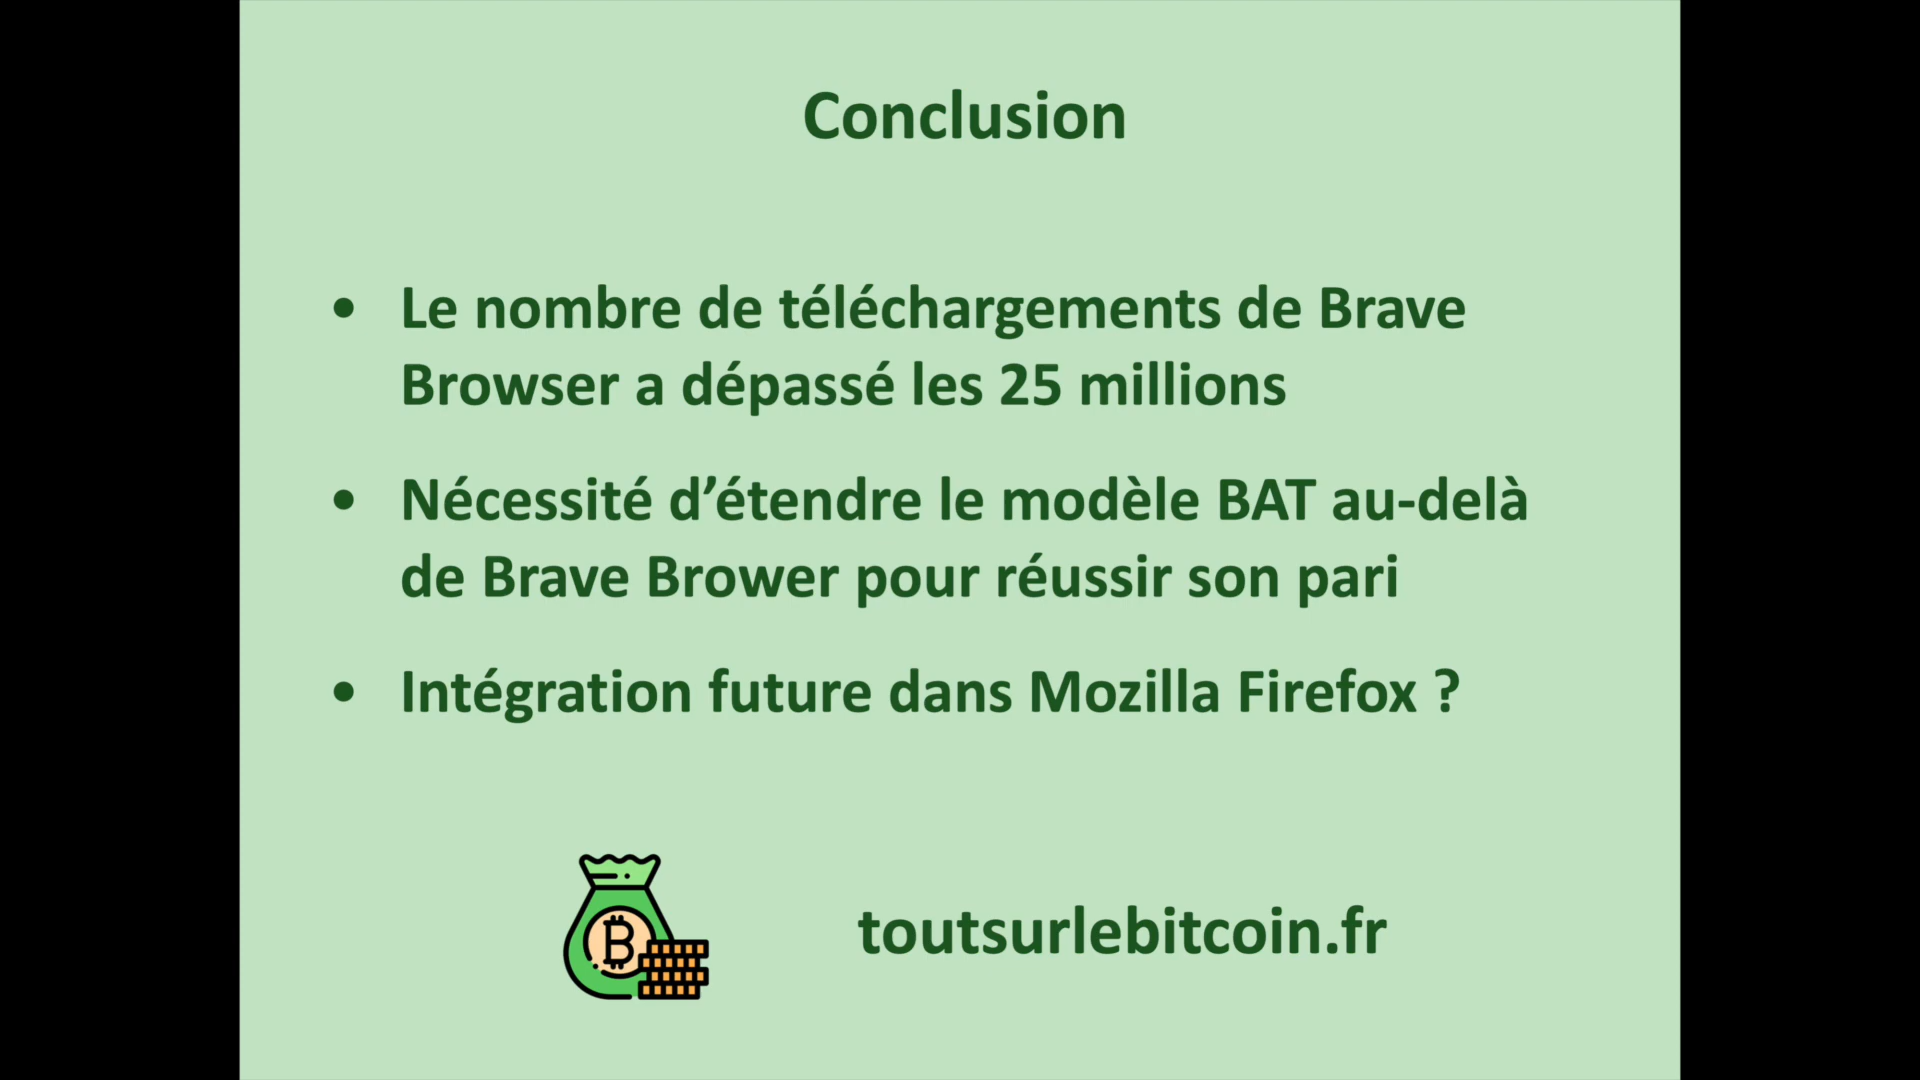 Conclusion
• Le nombre de téléchargements de Brave
Browser a dépassé les 25 millions
• Nécessité d’étendre le modèle BAT au-delà
de Brave Brower pour réussir son pari
• Intégration future dans Mozilla Firefox ?
toutsurlebitcoin.fr